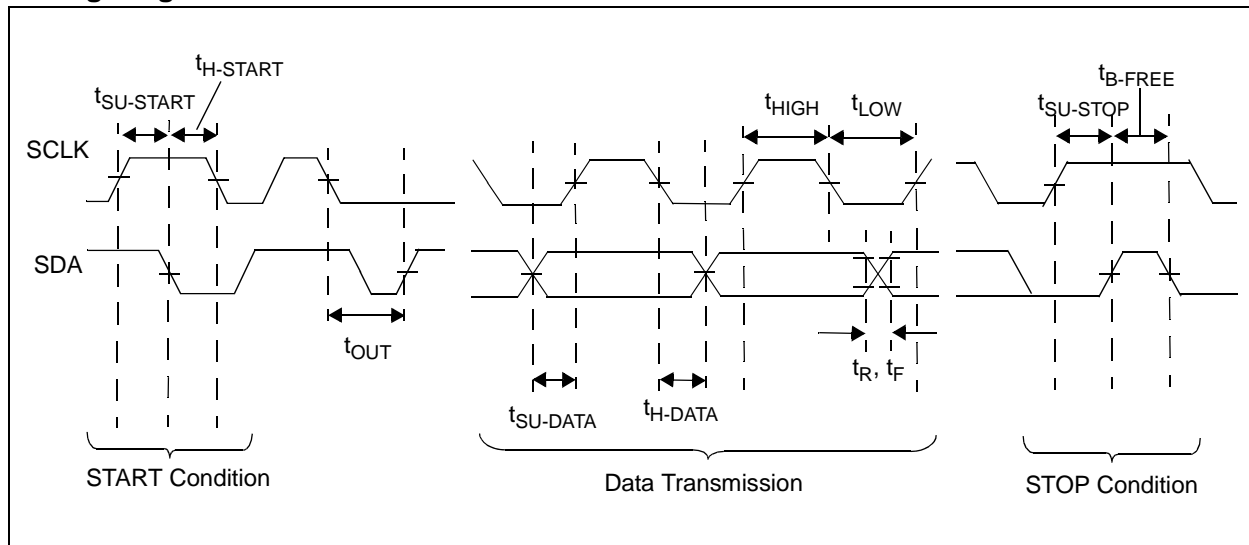 tH-START
tSU-START
tB-FREE
tHIGH
tLOW
tSU-STOP
SCLK
SDA
tOUT
tR, tF
tSU-DATA
tH-DATA
START Condition
Data Transmission
STOP Condition